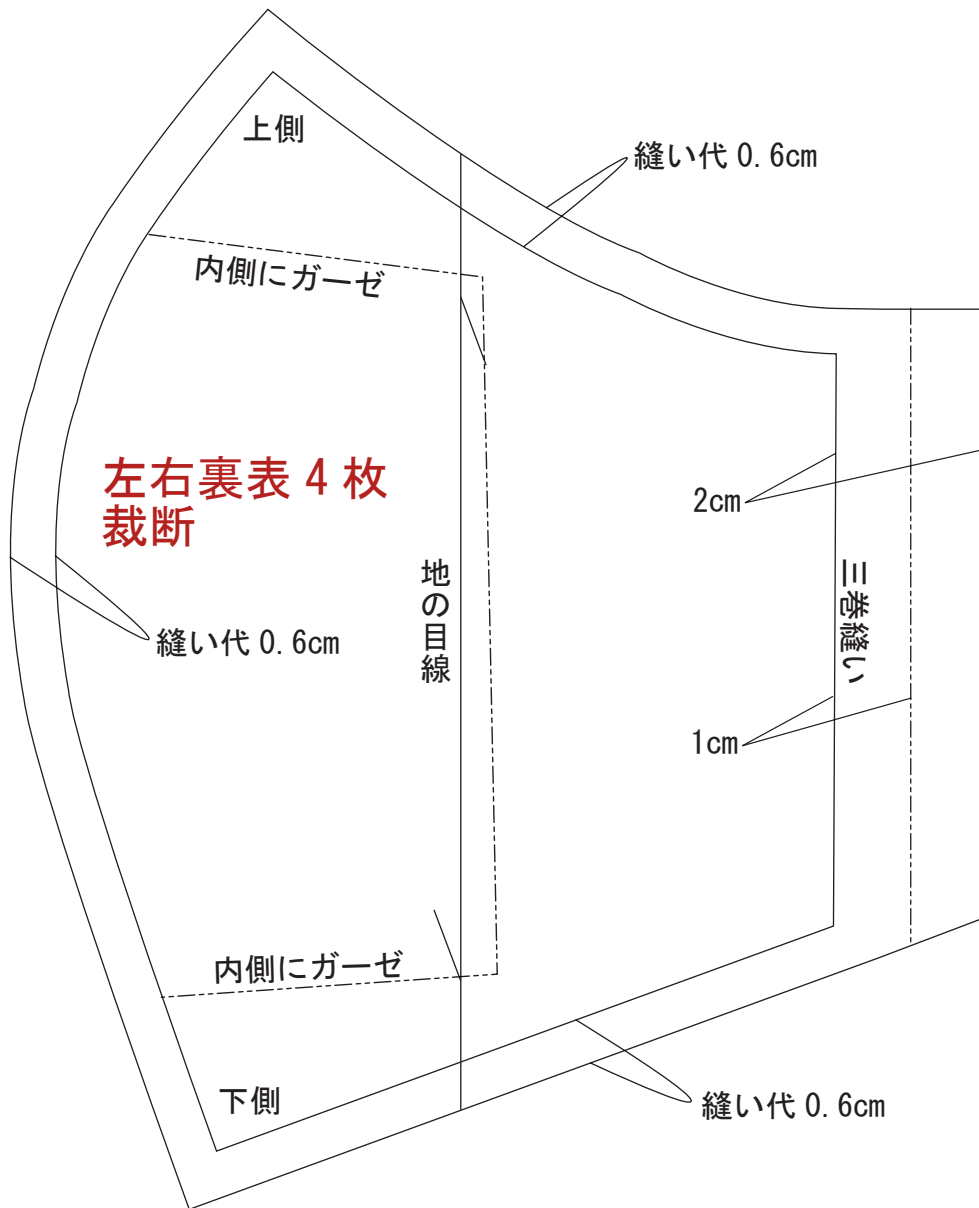 上側
縫い代 0.6cm
内側にガーゼ
左右裏表 4 枚
裁断
2cm
地の目線
三巻縫い
縫い代 0.6cm
1cm
内側にガーゼ
下側
縫い代 0.6cm